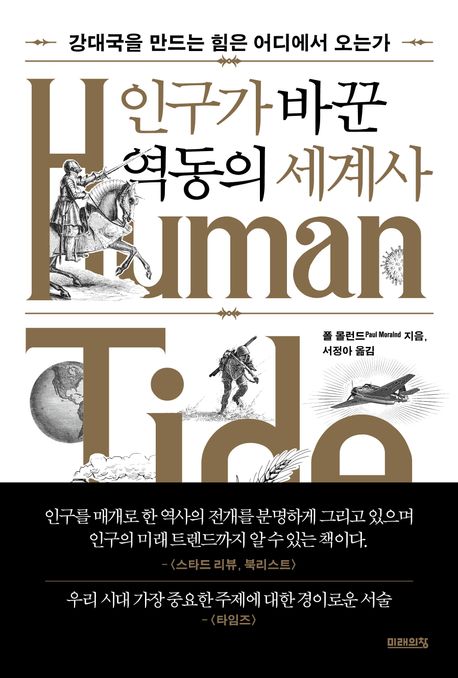 강대국을 만드는 힘은 어디에서 오는가
인구가 바꾼
역동의 세계사
Human
폴 몰런드 Paul Moralnd 지음,
서정아 옮김
Tide
인구를 매개로 한 역사의 전개를 분명하게 그리고 있으며
인구의 미래 트렌드까지 알 수 있는 책이다.
-〈스타드 리뷰, 북리스트〉
우리 시대 가장 중요한 주제에 대한 경이로운 서술
-〈타임즈〉
미래의창